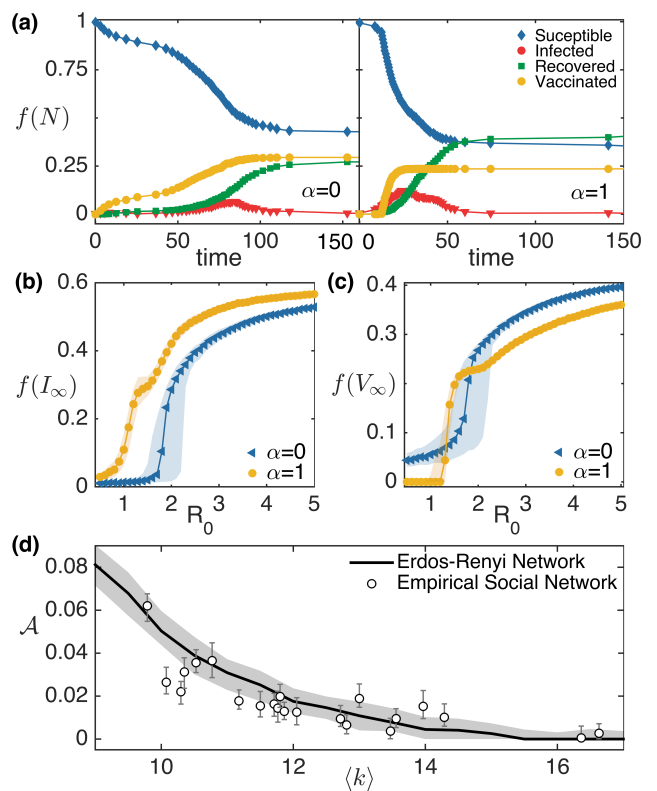 (a)
1
0.75
f(N)
0.25
0
0 50 100 150
time
α=0
Suceptible
Infected
Recovered
Vaccinated
α=1
0 50 100 150
time
(b)
0.6
0.4
f(I∞)
0.2
0
1 2 3 4 5
R0
α=0
α=1
(c)
0.4
0.3
f(V∞)
0.1
0
1 2 3 4 5
R0
α=0
α=1
(d)
0.08
0.06
A
0.04
0.02
0
Erdos-Renyi Network
Empirical Social Network
10 12 14 16
⟨k⟩